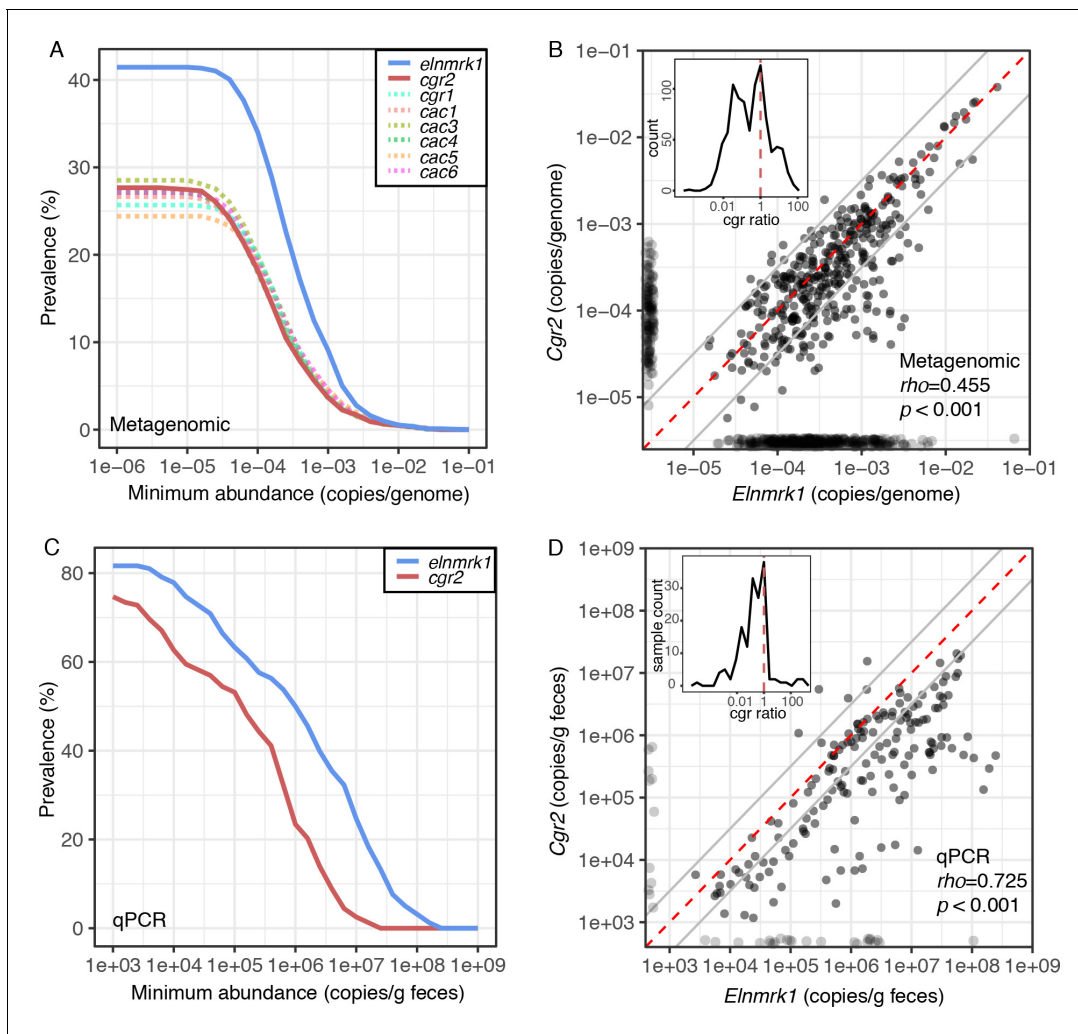 A
40
30
20
10
0
Prevalence (%)
elnmrk1
cgr2
cgr1
cac1
cac3
cac4
cac5
cac6
Metagenomic
1e-06 1e-05 1e-04 1e-03 1e-02 1e-01
Minimum abundance (copies/genome)
B
1e-01
1e-02
1e-03
1e-04
1e-05
Cgr2 (copies/genome)
100
50
0
count
0.01 1 100
cgr ratio
Metagenomic
rho=0.455
p < 0.001
1e-05 1e-04 1e-03 1e-02 1e-01
Elnmrk1 (copies/genome)
C
80
60
40
20
0
Prevalence (%)
elnmrk1
cgr2
qPCR
1e+03 1e+04 1e+05 1e+06 1e+07 1e+08 1e+09
Minimum abundance (copies/g feces)
D
1e+09
1e+08
1e+07
1e+06
1e+05
1e+04
1e+03
Cgr2 (copies/g feces)
30
20
10
0
sample count
0.01 1 100
cgr ratio
qPCR
rho=0.725
p < 0.001
1e+03 1e+04 1e+05 1e+06 1e+07 1e+08 1e+09
Elnmrk1 (copies/g feces)